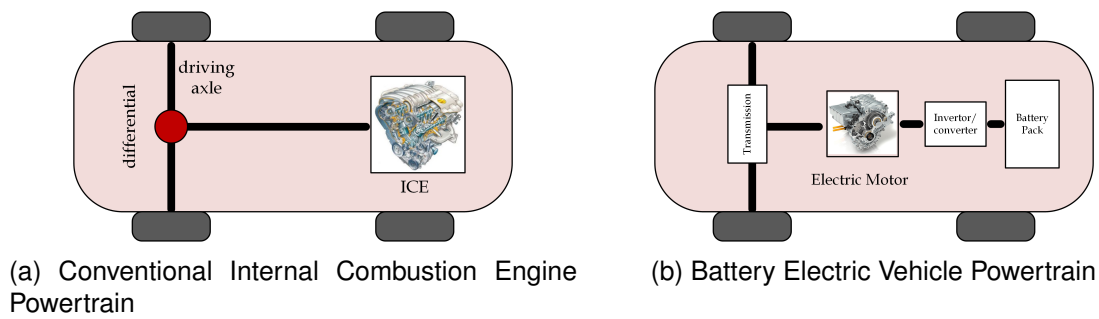 driving
axle
differential
ICE
(a) Conventional Internal Combustion Engine
Powertrain
Transmission
Electric Motor
Invertor/
converter
Battery
Pack
(b) Battery Electric Vehicle Powertrain